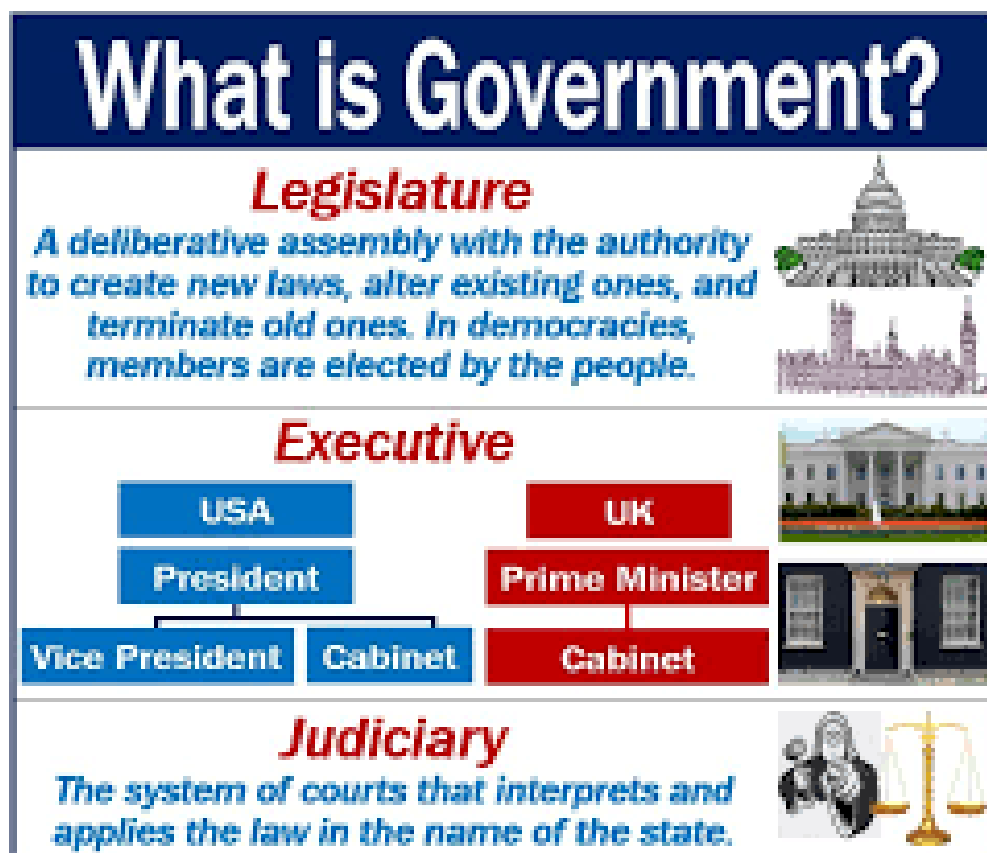 What is Government?
Legislature
A deliberative assembly with the authority
to create new laws, alter existing ones, and
terminate old ones. In democracies,
members are elected by the people.
Executive
USA
President
Vice President
Cabinet
UK
Prime Minister
Cabinet
Judiciary
The system of courts that interprets and
applies the law in the name of the state.